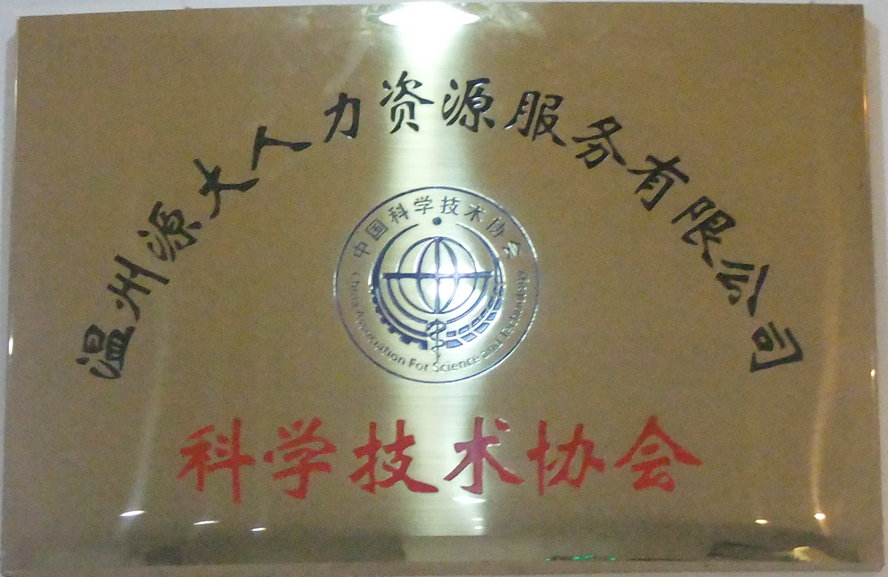 温州源大人力资源服务有限公司
中国科学技术协会
China Association For Science and Technology
科学技术协会